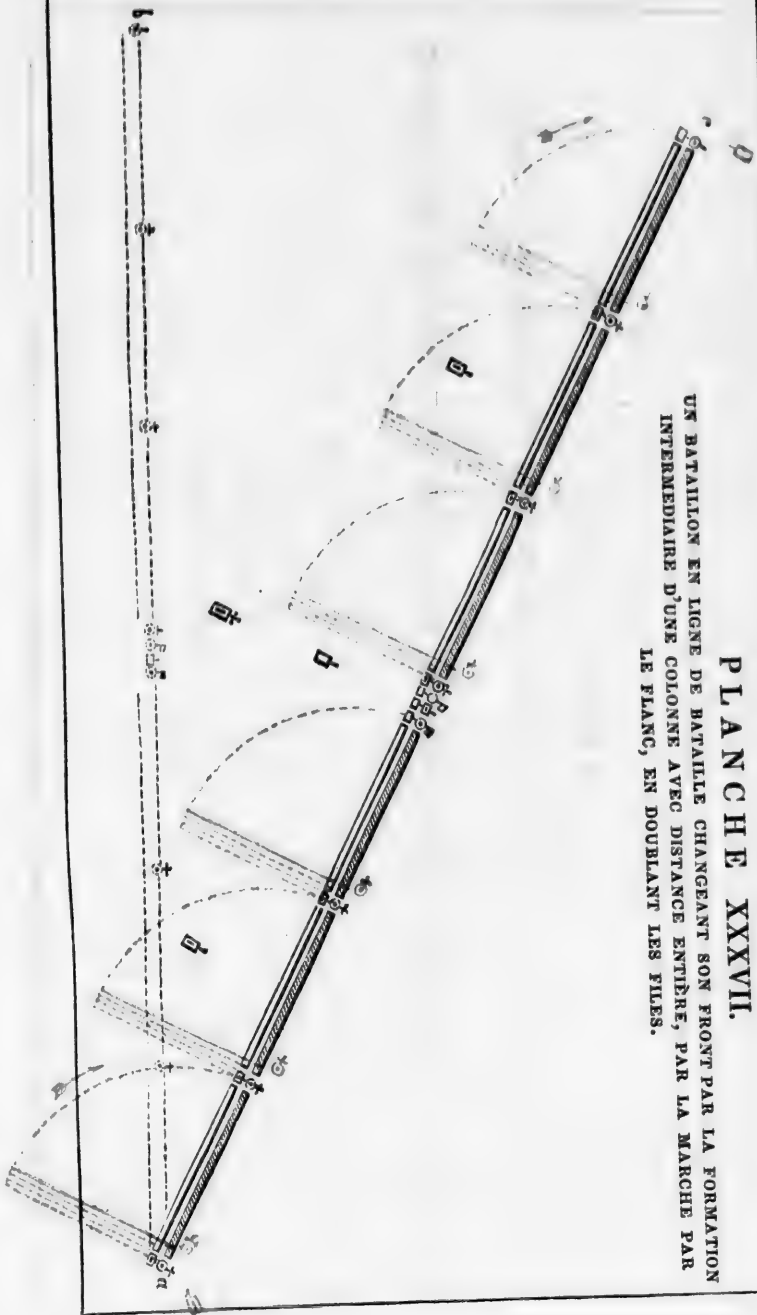 PLANCHE XXXVII.
UN BATAILLON EN LIGNE DE BATAILLE CHANGEANT SON FRONT PAR LA FORMATION
INTERMEDIAIRE D'UNE COLONNE AVEC DISTANCE ENTIÈRE, PAR LA MARCHE PAR
LE FLANC, EN DOUBLANT LES FILES.
a